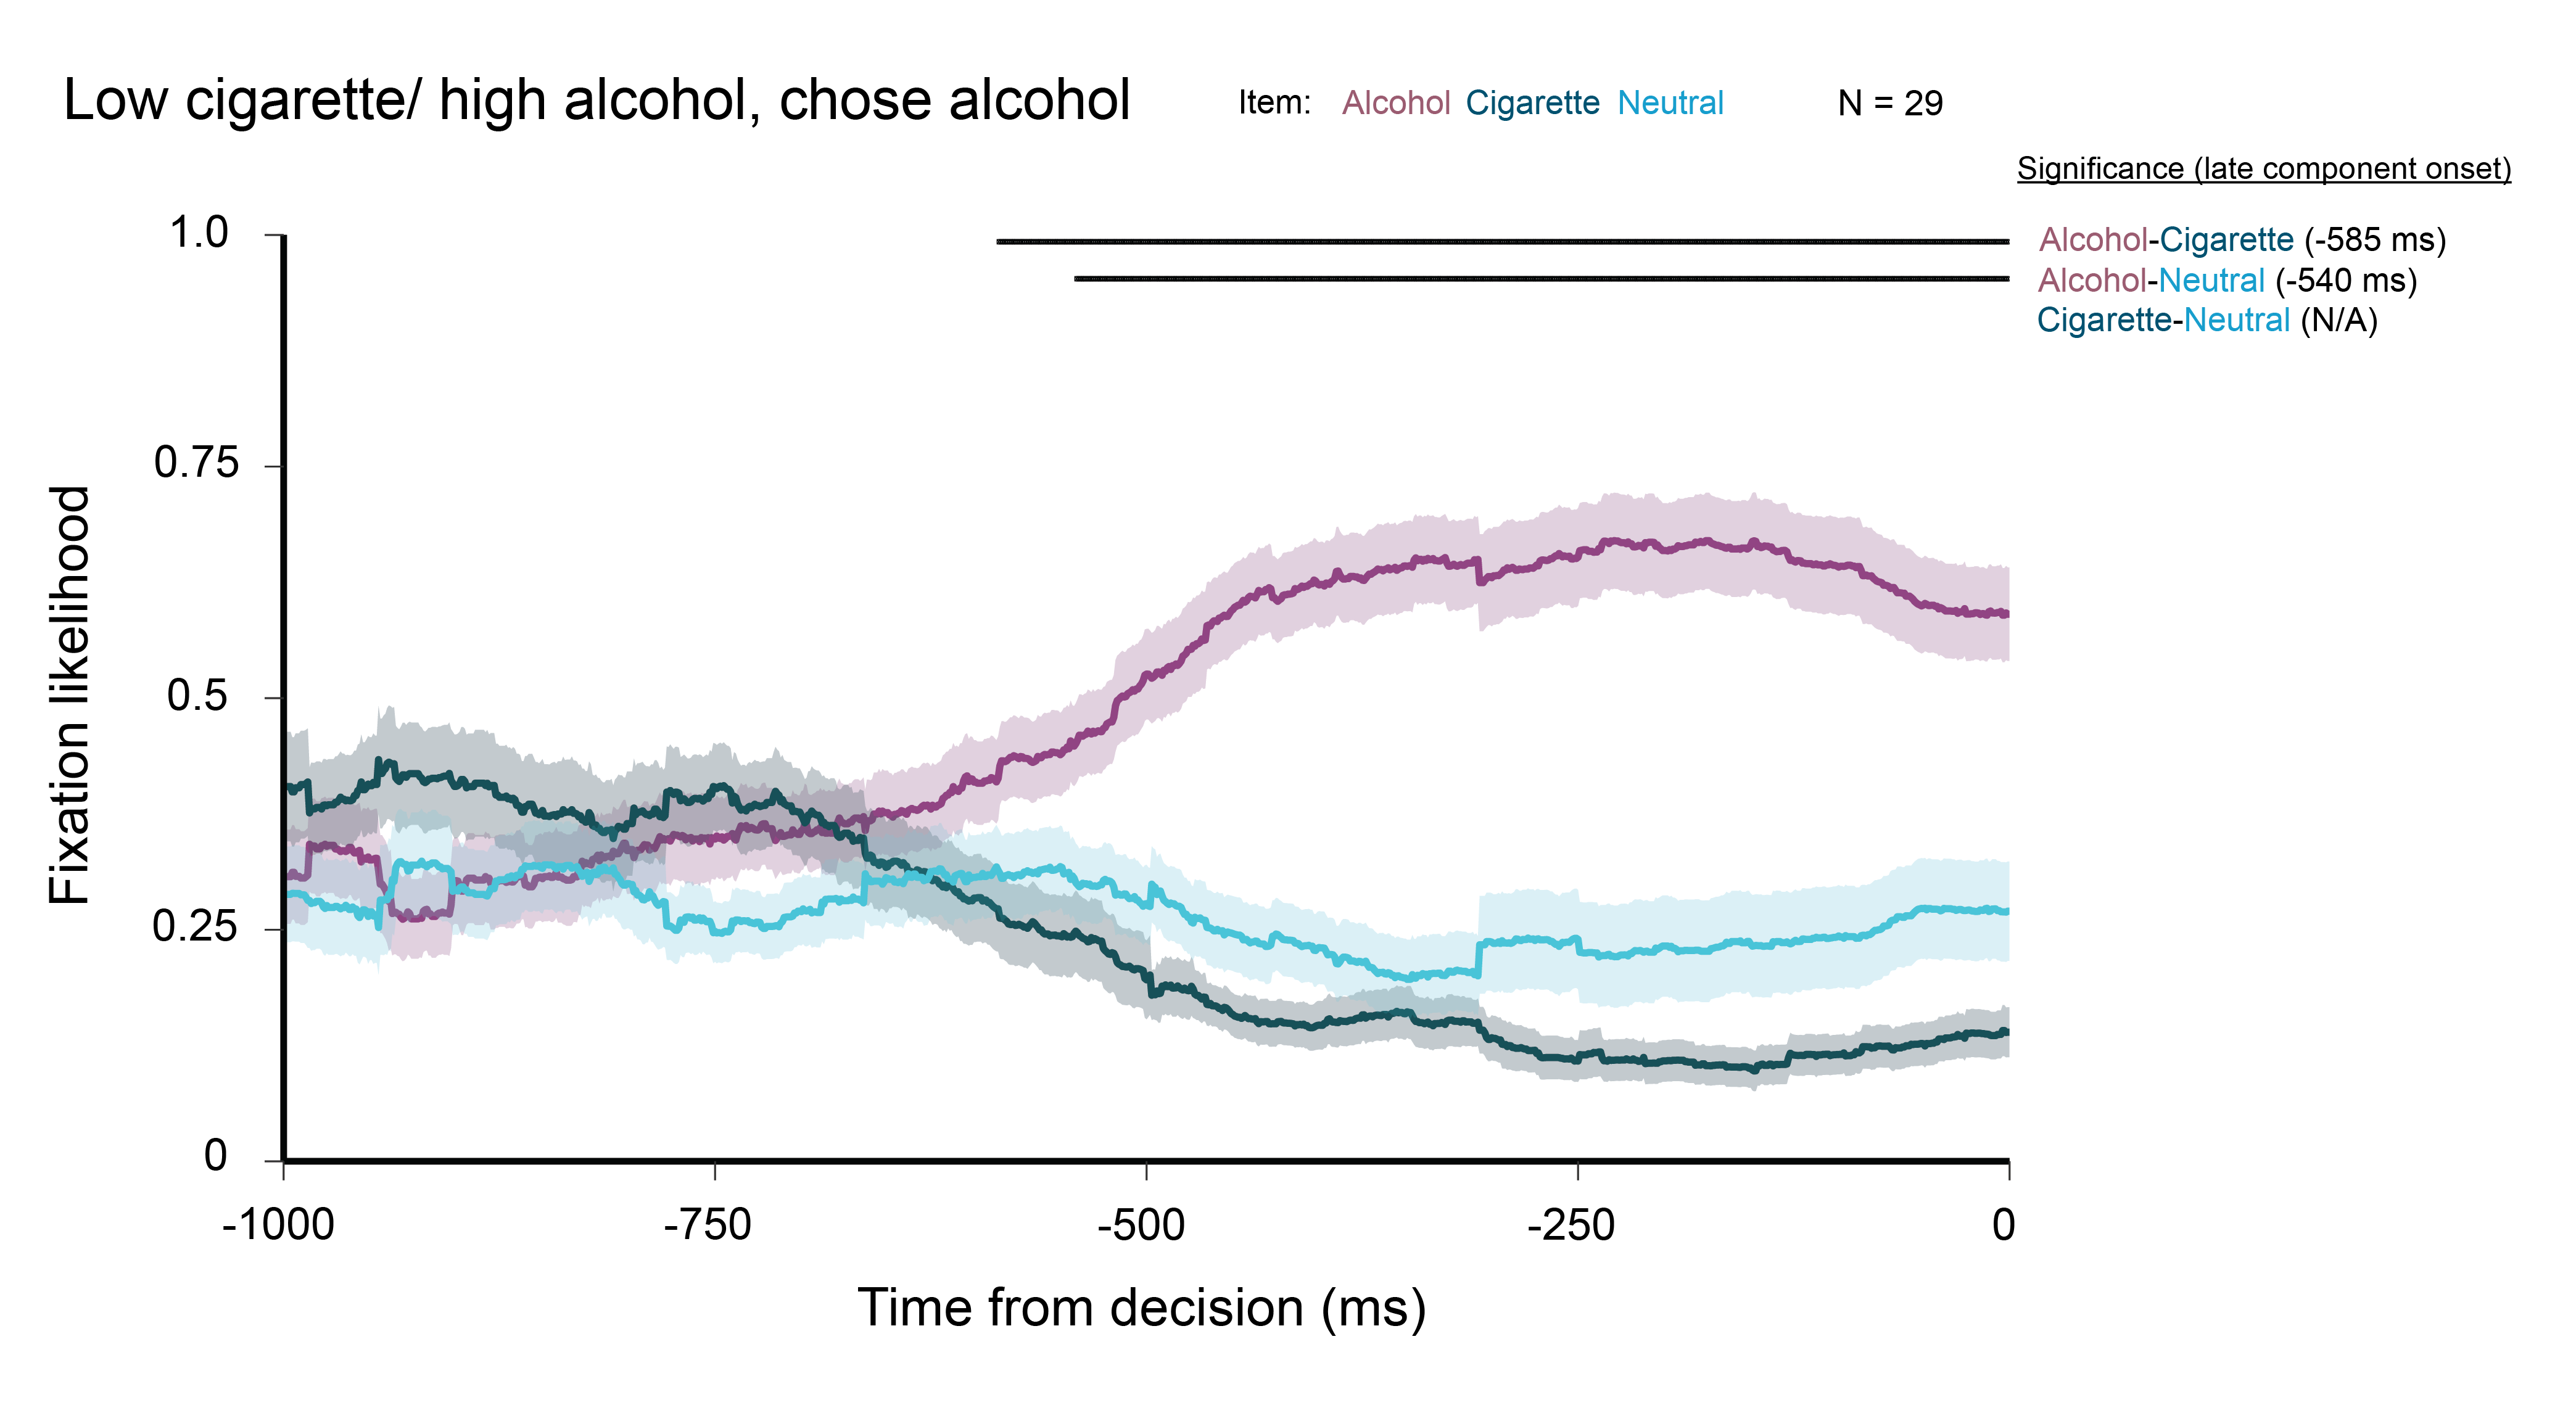 Low cigarette/ high alcohol, chose alcohol
Item: Alcohol Cigarette Neutral
N = 29
Significance (late component onset)
Alcohol-Cigarette (-585 ms)
Alcohol-Neutral (-540 ms)
Cigarette-Neutral (N/A)
1.0
0.75
0.5
0.25
0
Fixation likelihood
-1000
-750
-500
-250
0
Time from decision (ms)